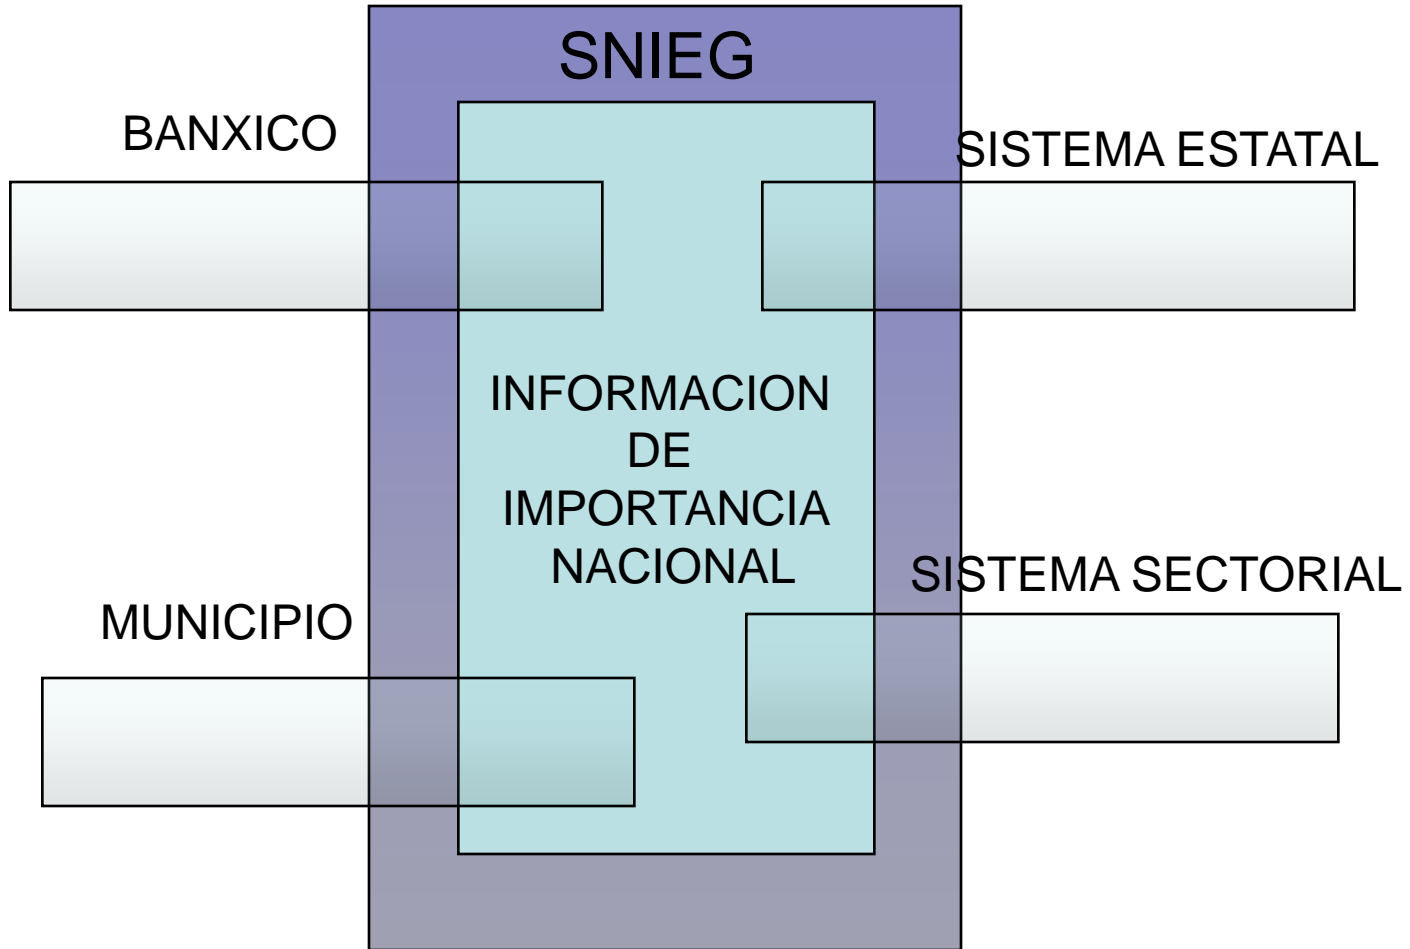 SNIEG
BANXICO
SISTEMA ESTATAL
INFORMACION
DE
IMPORTANCIA
NACIONAL
SISTEMA SECTORIAL
MUNICIPIO